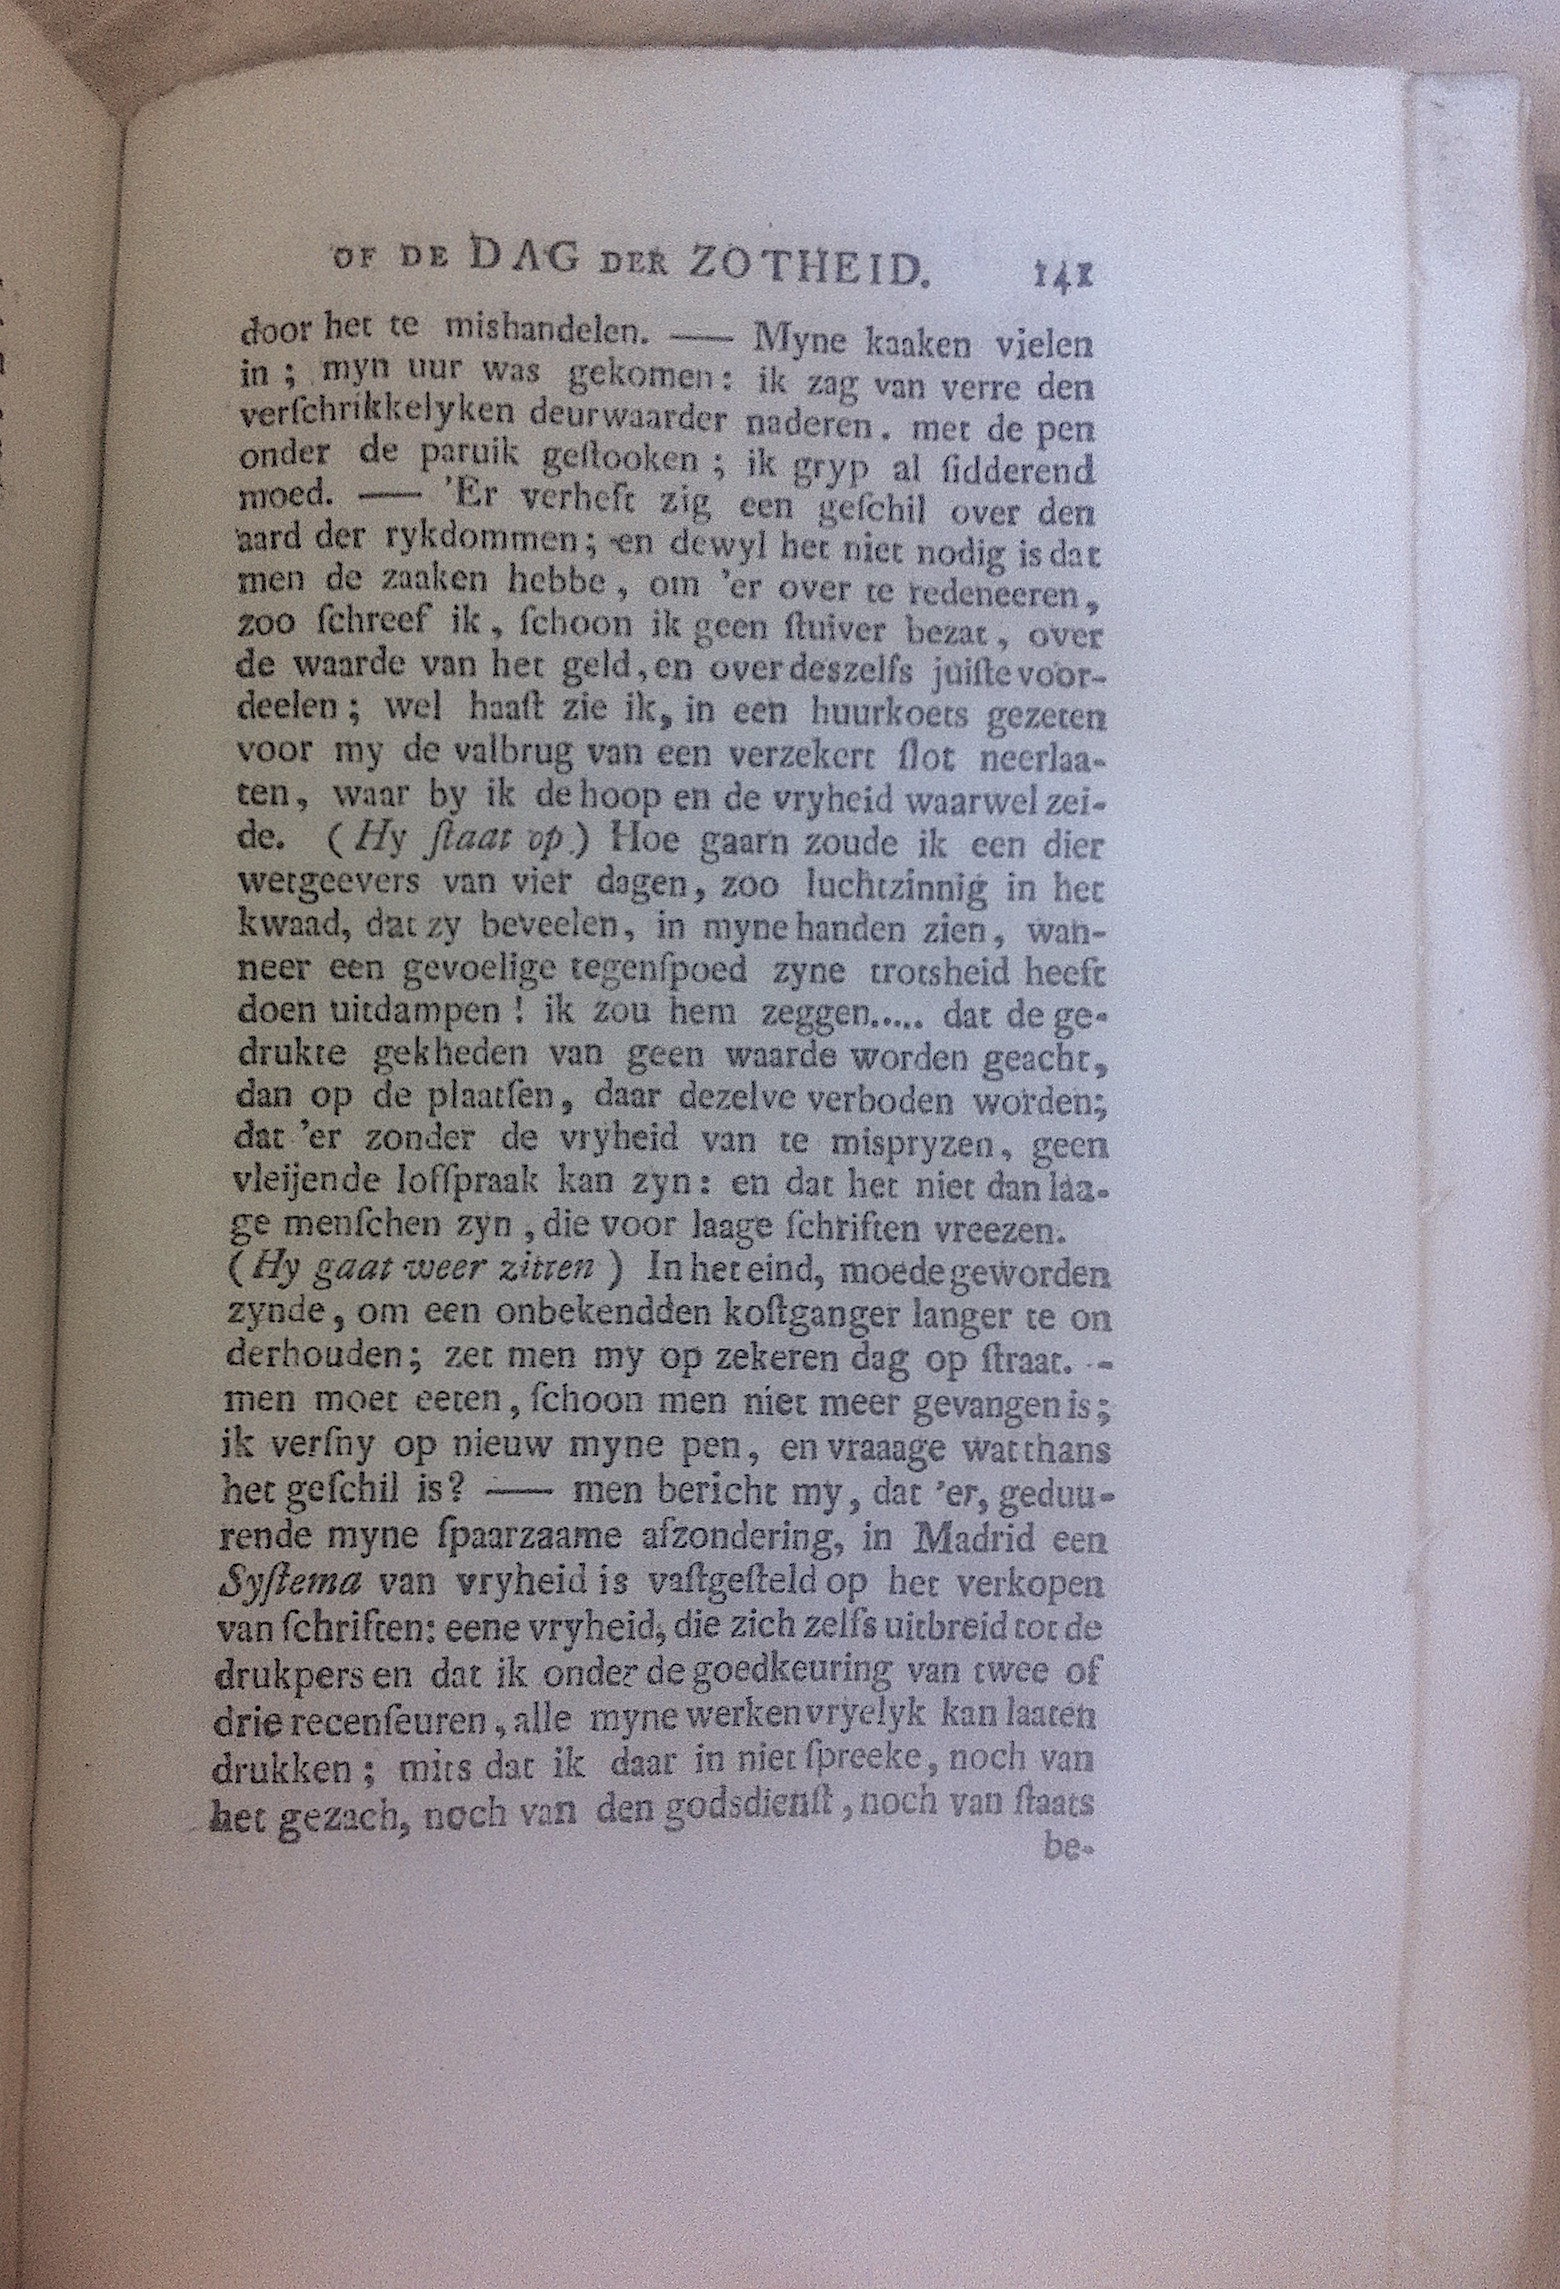 OF DE DAG DER ZOTHEID. 141
door het te mishandelen. —— Myne kaaken vielen
in ; myn uur was gekomen: ik zag van verre den
verſchrikkelyken deurwaarder naderen. met de pen
onder de paruik geſtooken ; ik gryp al ſidderend
moed. —— 'Er verheft zig een geſchil over den
aard der rykdommen; en dewyl het niet nodig is dat
men de zaaken hebbe, om 'er over te redeneeren,
zoo ſchreef ik, ſchoon ik geen ſtuiver bezat, over
de waarde van het geld, en over deszelfs juiſte voor-
deelen; wel haaſt zie ik, in een huurkoets gezeten
voor my de valbrug van een verzekert ſlot neerlaa-
ten, waar by ik de hoop en de vryheid waarwel zei-
de. (Hy ſtaat op.) Hoe gaarn zoude ik een dier
wetgeevers van vier dagen, zoo luchtzinnig in het
kwaad, dat zy beveelen, in myne handen zien, wan-
neer een gevoelige tegenſpoed zyne trotsheid heeft
doen uitdampen! ik zou hem zeggen..... dat de ge-
drukte gekheden van geen waarde worden geacht,
dan op de plaatſen, daar dezelve verboden worden;
dat 'er zonder de vryheid van te mispryzen, geen
vleijende lofſpraak kan zyn: en dat het niet dan laa-
ge menſchen zyn, die voor laage ſchriften vreezen.
(Hy gaat weer zitten) In het eind, moede geworden
zynde, om een onbekendden koſtganger langer te on
derhouden; zet men my op zekeren dag op ſtraat. -
men moet eeten, ſchoon men niet meer gevangen is;
ik verſny op nieuw myne pen, en vraaage wat thans
het geſchil is? —— men bericht my, dat 'er, geduu-
rende myne ſpaarzaame afzondering, in Madrid een
Syſtema van vryheid is vaſtgeſteld op het verkopen
van ſchriften: eene vryheid, die zich zelfs uitbreid tot de
drukpers en dat ik onder de goedkeuring van twee of
drie recenſeuren, alle myne werken vryelyk kan laaten
drukken; mits dat ik daar in niet ſpreeke, noch van
het gezach, noch van den godsdienſt, noch van ſtaats
be-